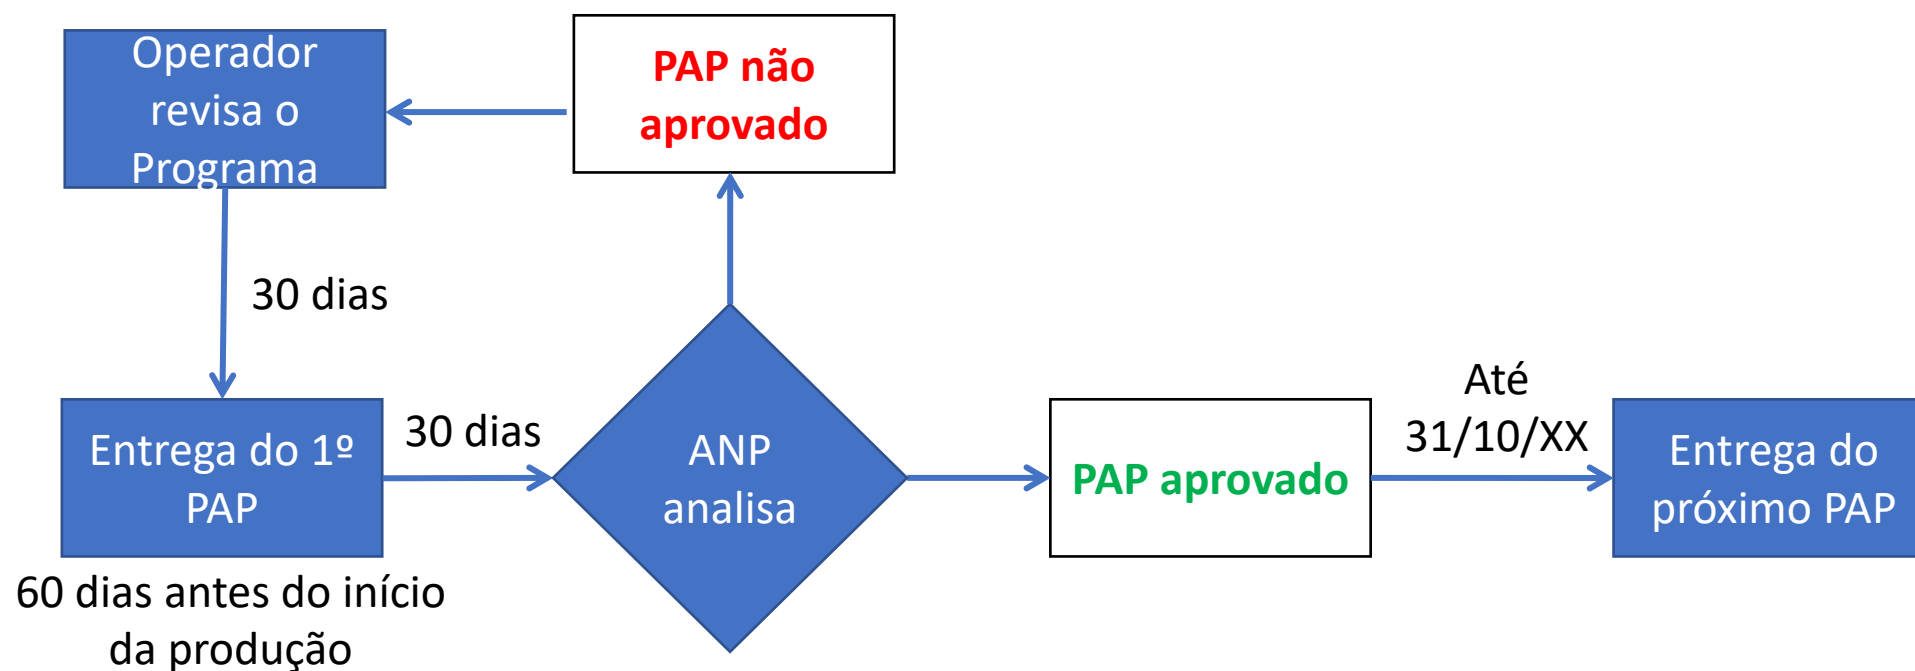 Operador
revisa o
Programa
PAP não
aprovado
30 dias
Entrega do 1º
PAP
60 dias antes do início
da produção
30 dias
ANP
analisa
PAP aprovado
Até
31/10/XX
Entrega do
próximo PAP